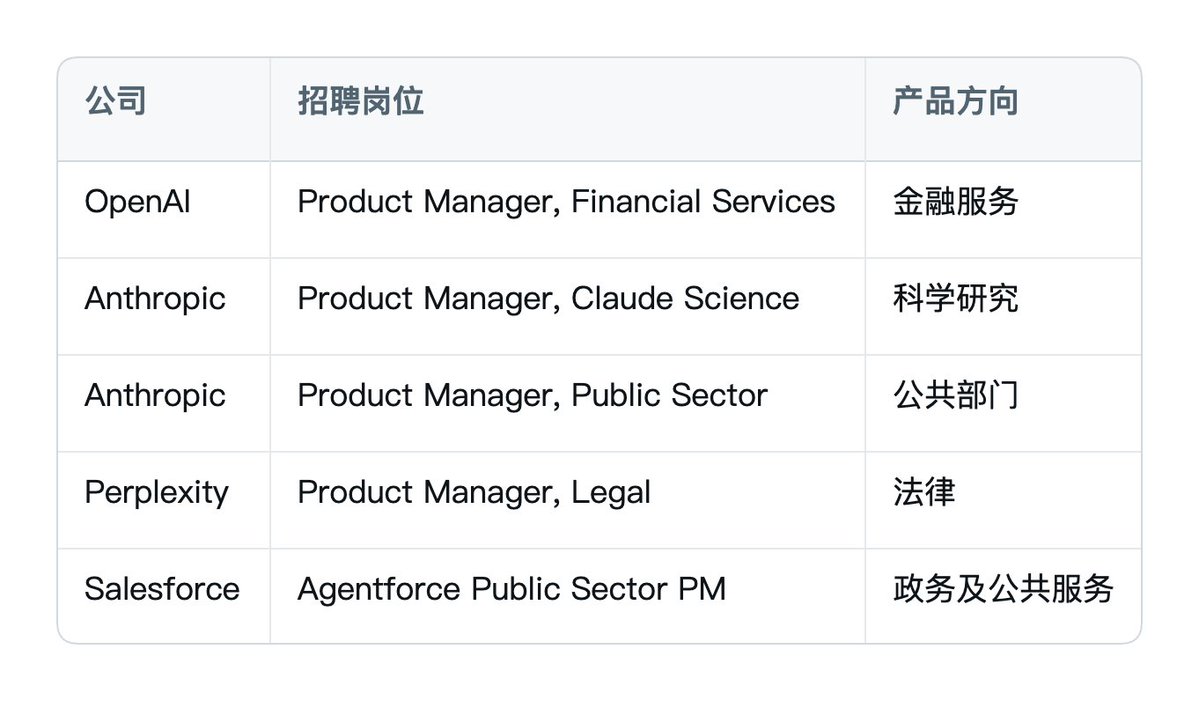 公司 招聘岗位 产品方向
OpenAI Product Manager, Financial Services 金融服务
Anthropic Product Manager, Claude Science 科学研究
Anthropic Product Manager, Public Sector 公共部门
Perplexity Product Manager, Legal 法律
Salesforce Agentforce Public Sector PM 政务及公共服务